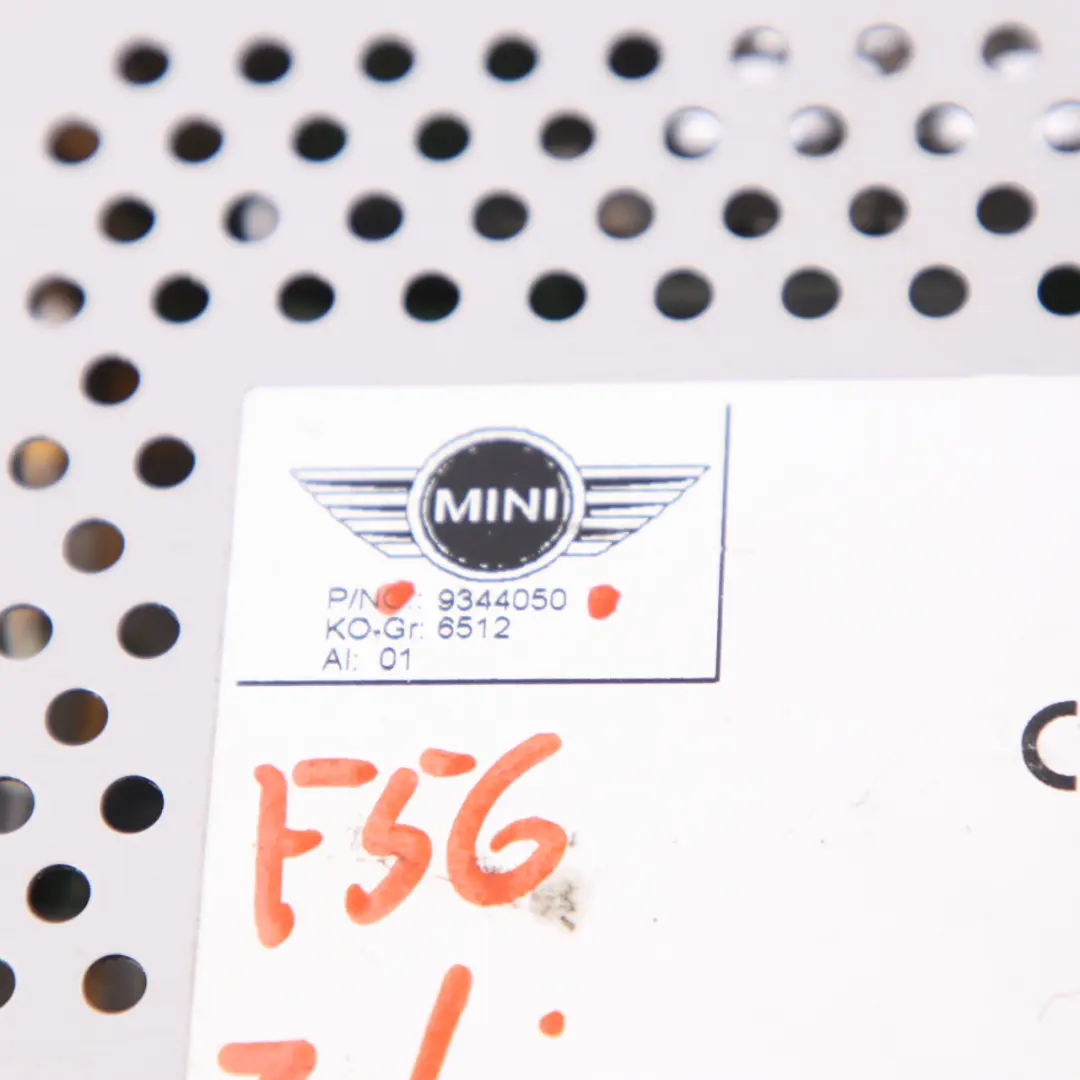 MINI
P/No.: 9344050
KO-Gr: 6512
AI: 01
F56